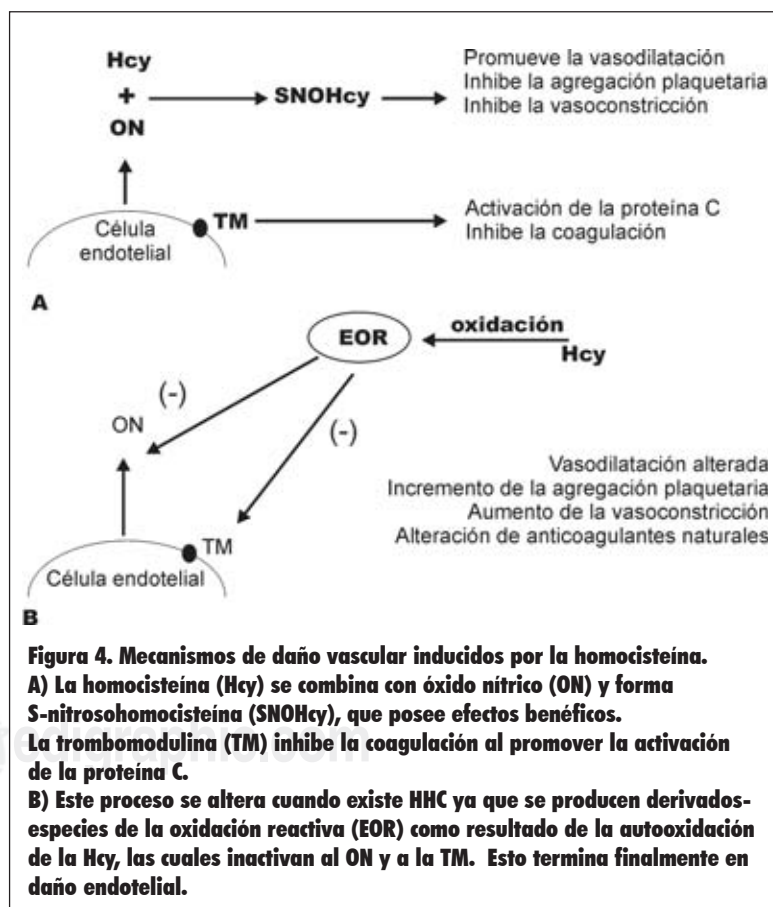 Hcy
+
ON
SNOHcy
Promueve la vasodilatación
Inhibe la agregación plaquetaria
Inhibe la vasoconstricción
Célula
endotelial
TM
Activación de la proteína C
Inhibe la coagulación
A
EOR
oxidación
Hcy
(-)
(-)
ON
TM
Célula endotelial
Vasodilatación alterada
Incremento de la agregación plaquetaria
Aumento de la vasoconstricción
Alteración de anticoagulantes naturales
B
Figura 4. Mecanismos de daño vascular inducidos por la homocisteína.
A) La homocisteína (Hcy) se combina con óxido nítrico (ON) y forma
S-nitrosohomocisteína (SNOHcy), que posee efectos benéficos.
La trombomodulina (TM) inhibe la coagulación al promover la activación
de la proteína C.
B) Este proceso se altera cuando existe HHC ya que se producen derivados-
especies de la oxidación reactiva (EOR) como resultado de la autooxidación
de la Hcy, las cuales inactivan al ON y a la TM. Esto termina finalmente en
daño endotelial.